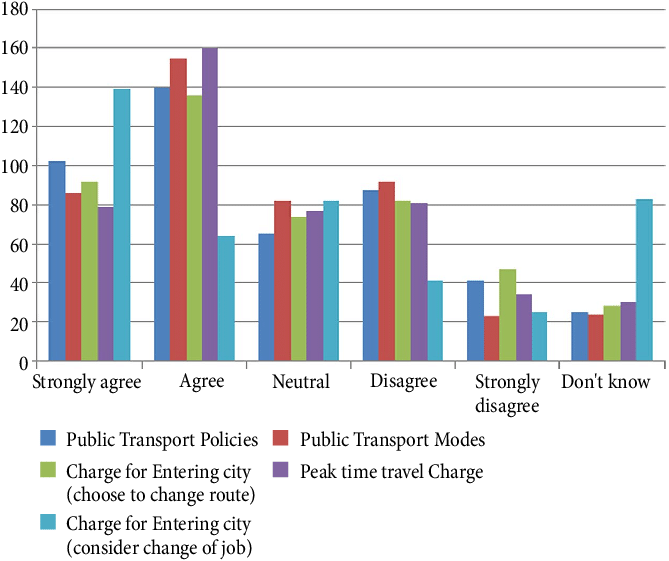 180
160
140
120
100
80
60
40
20
0
Strongly agree
Agree
Neutral
Disagree
Strongly
disagree
Don't know
Public Transport Policies
Public Transport Modes
Charge for Entering city
(choose to change route)
Peak time travel Charge
Charge for Entering city
(consider change of job)